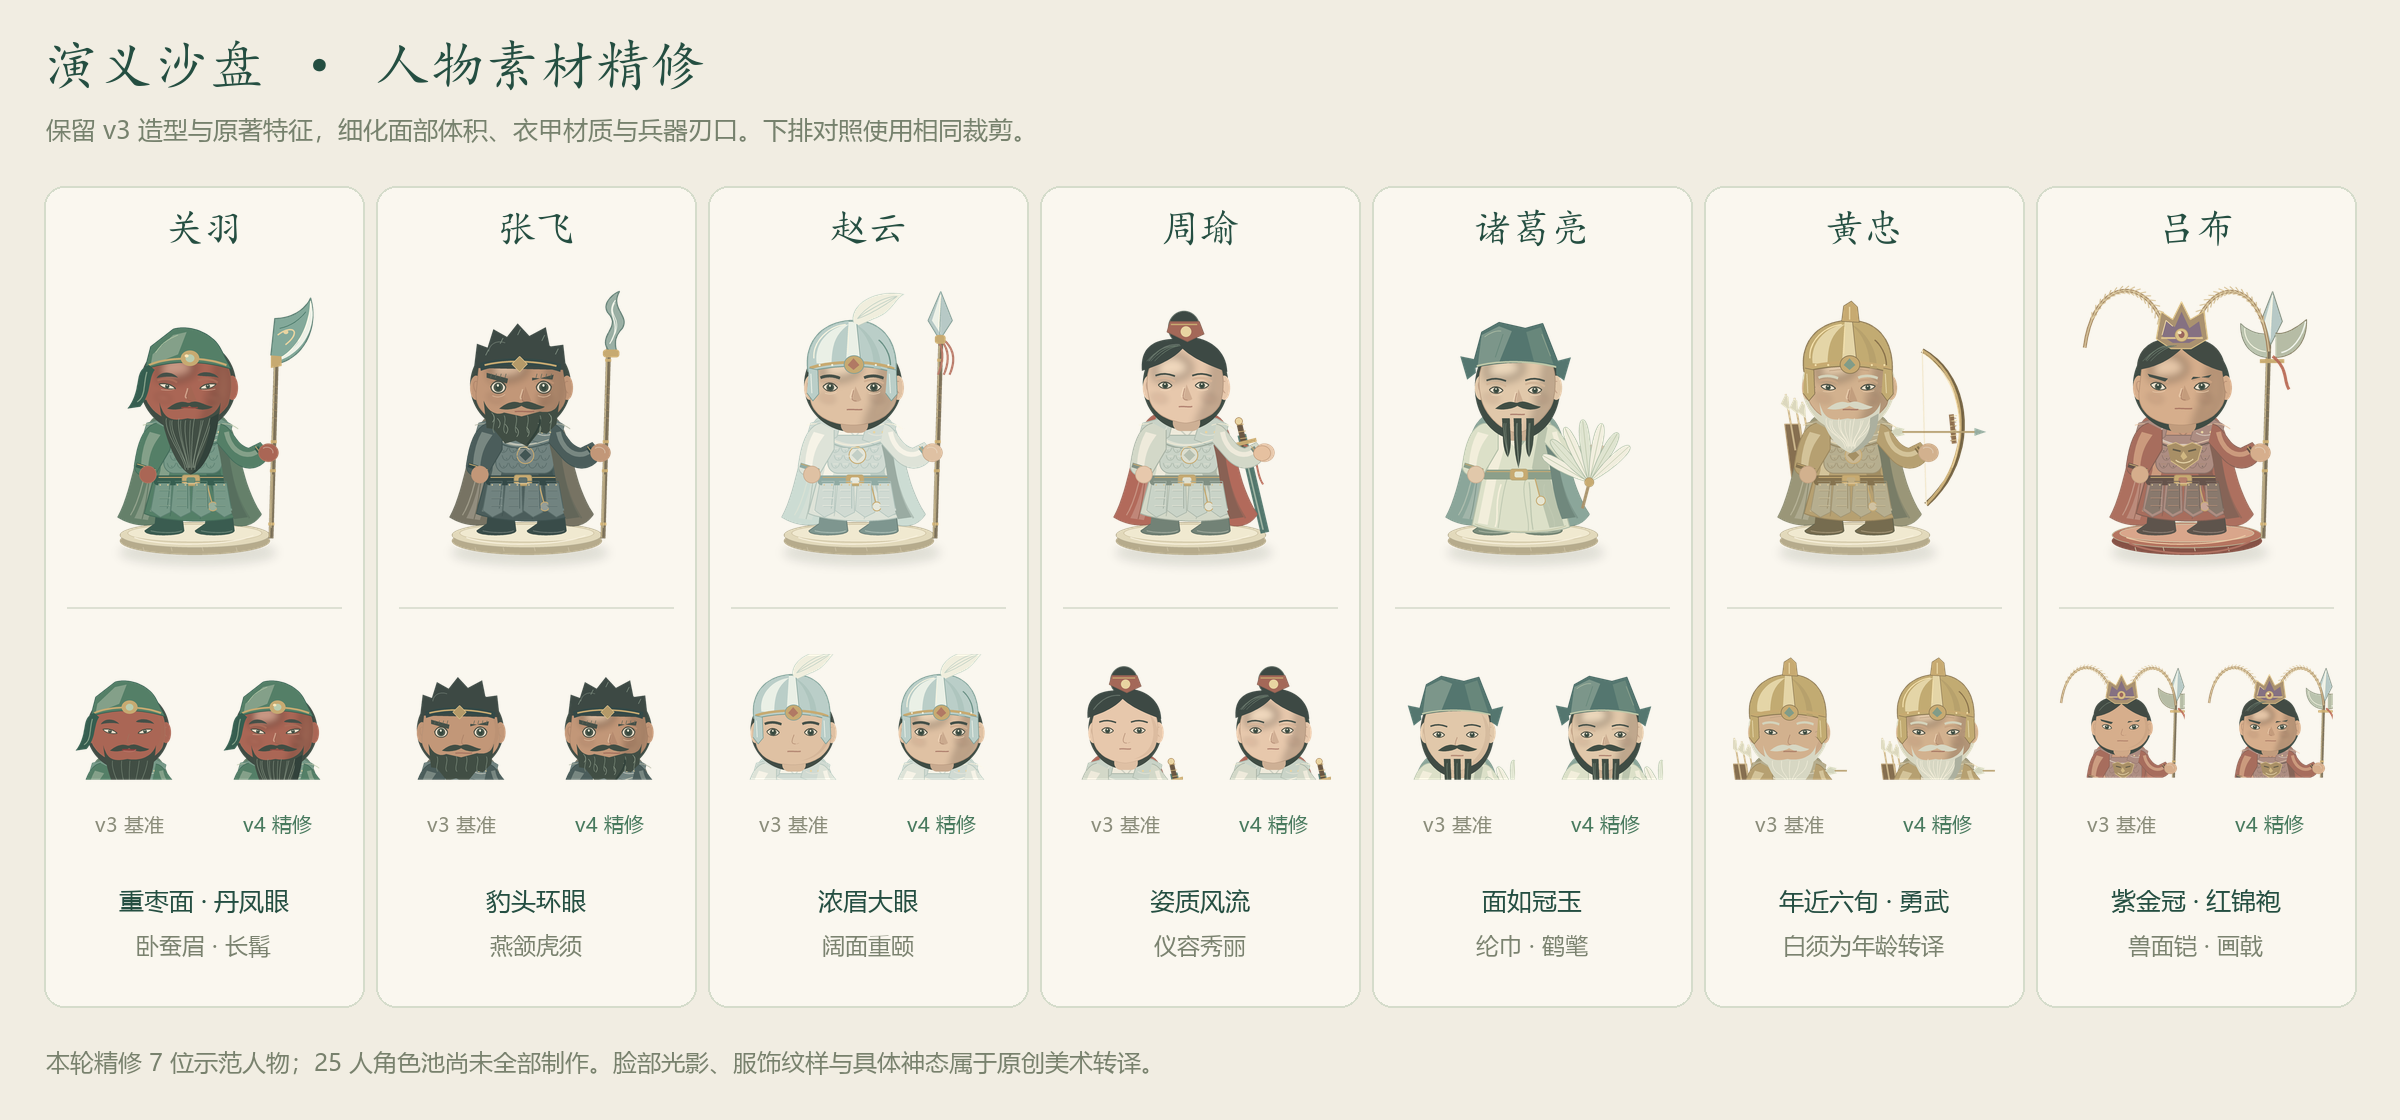 演义沙盘 · 人物素材精修
保留 v3 造型与原著特征，细化面部体积、衣甲材质与兵器刃口。下排对照使用相同裁剪。
关羽
v3 基准
v4 精修
重枣面 · 丹凤眼
卧蚕眉 · 长髯
张飞
v3 基准
v4 精修
豹头环眼
燕颔虎须
赵云
v3 基准
v4 精修
浓眉大眼
阔面重颐
周瑜
v3 基准
v4 精修
姿质风流
仪容秀丽
诸葛亮
v3 基准
v4 精修
面如冠玉
纶巾 · 鹤氅
黄忠
v3 基准
v4 精修
年近六旬 · 勇武
白须为年龄转译
吕布
v3 基准
v4 精修
紫金冠 · 红锦袍
兽面铠 · 画戟
本轮精修 7 位示范人物；25 人角色池尚未全部制作。脸部光影、服饰纹样与具体神态属于原创美术转译。